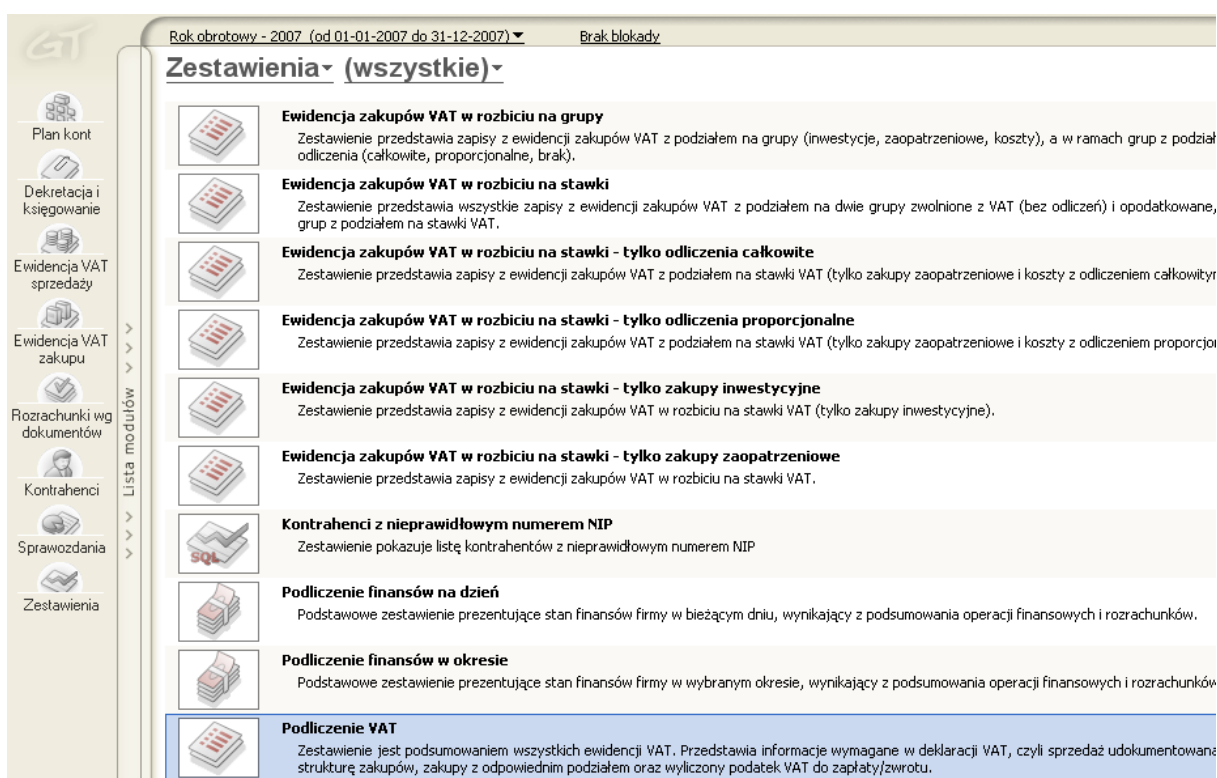 GT
Rok obrotowy - 2007 (od 01-01-2007 do 31-12-2007)
Brak blokady
Zestawienia (wszystkie)
Plan kont
Dekretacja i
księgowanie
Ewidencja VAT
sprzedaży
Ewidencja VAT
zakupu
Rozrachunki wg
dokumentów
Kontrahenci
Sprawozdania
Zestawienia
> > > Lista modułów > > >
Ewidencja zakupów VAT w rozbiciu na grupy
Zestawienie przedstawia zapisy z ewidencji zakupów VAT z podziałem na grupy (inwestycje, zaopatrzeniowe, koszty), a w ramach grup z podział
odliczenia (całkowite, proporcjonalne, brak).
Ewidencja zakupów VAT w rozbiciu na stawki
Zestawienie przedstawia wszystkie zapisy z ewidencji zakupów VAT z podziałem na dwie grupy zwolnione z VAT (bez odliczeń) i opodatkowane,
grup z podziałem na stawki VAT.
Ewidencja zakupów VAT w rozbiciu na stawki - tylko odliczenia całkowite
Zestawienie przedstawia zapisy z ewidencji zakupów VAT z podziałem na stawki VAT (tylko zakupy zaopatrzeniowe i koszty z odliczeniem całkowity
Ewidencja zakupów VAT w rozbiciu na stawki - tylko odliczenia proporcjonalne
Zestawienie przedstawia zapisy z ewidencji zakupów VAT z podziałem na stawki VAT (tylko zakupy zaopatrzeniowe i koszty z odliczeniem proporcjo
Ewidencja zakupów VAT w rozbiciu na stawki - tylko zakupy inwestycyjne
Zestawienie przedstawia zapisy z ewidencji zakupów VAT w rozbiciu na stawki VAT (tylko zakupy inwestycyjne).
Ewidencja zakupów VAT w rozbiciu na stawki - tylko zakupy zaopatrzeniowe
Zestawienie przedstawia zapisy z ewidencji zakupów VAT w rozbiciu na stawki VAT.
SQL
Kontrahenci z nieprawidłowym numerem NIP
Zestawienie pokazuje listę kontrahentów z nieprawidłowym numerem NIP
Podliczenie finansów na dzień
Podstawowe zestawienie prezentujące stan finansów firmy w bieżącym dniu, wynikający z podsumowania operacji finansowych i rozrachunków.
Podliczenie finansów w okresie
Podstawowe zestawienie prezentujące stan finansów firmy w wybranym okresie, wynikający z podsumowania operacji finansowych i rozrachunków
Podliczenie VAT
Zestawienie jest podsumowaniem wszystkich ewidencji VAT. Przedstawia informacje wymagane w deklaracji VAT, czyli sprzedaż udokumentowana
strukturę zakupów, zakupy z odpowiednim podziałem oraz wyliczony podatek VAT do zapłaty/zwrotu.